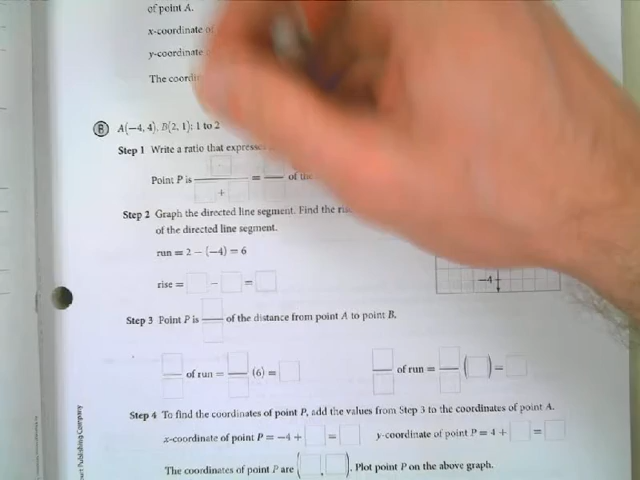 of point A.
x-coordinate of
y-coordinate
The coordin
B A(−4, 4), B(2, 1); 1 to 2
Step 1 Write a ratio that expresses
Point P is + = of the
Step 2 Graph the directed line segment. Find the
of the directed line segment.
run = 2 − (−4) = 6
−4
rise = − =
Step 3 Point P is of the distance from point A to point B.
of run = (6) = of run = ( ) =
Step 4 To find the coordinates of point P, add the values from Step 3 to the coordinates of point A.
x-coordinate of point P = −4 + = y-coordinate of point P = 4 + =
The coordinates of point P are ( , ). Plot point P on the above graph.
Publishing Company